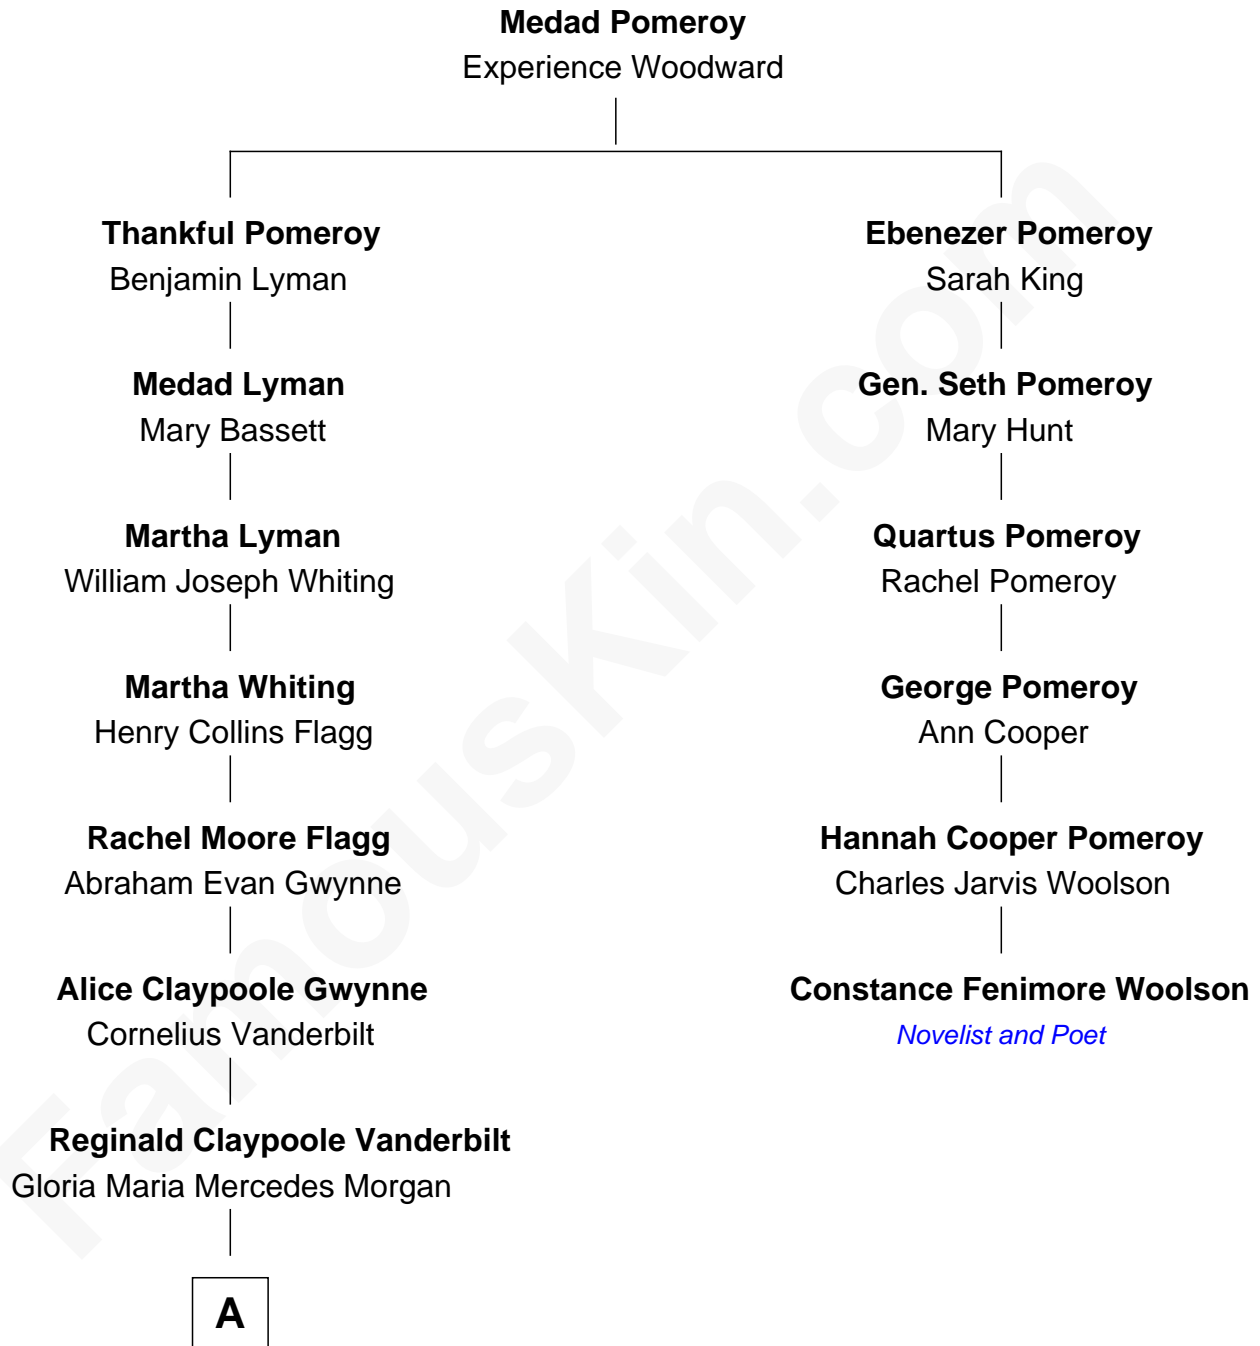 Medad Pomeroy
Experience Woodward
Thankful Pomeroy
Benjamin Lyman
Medad Lyman
Mary Bassett
Martha Lyman
William Joseph Whiting
Martha Whiting
Henry Collins Flagg
Rachel Moore Flagg
Abraham Evan Gwynne
Alice Claypoole Gwynne
Cornelius Vanderbilt
Reginald Claypoole Vanderbilt
Gloria Maria Mercedes Morgan
A
Ebenezer Pomeroy
Sarah King
Gen. Seth Pomeroy
Mary Hunt
Quartus Pomeroy
Rachel Pomeroy
George Pomeroy
Ann Cooper
Hannah Cooper Pomeroy
Charles Jarvis Woolson
Constance Fenimore Woolson
Novelist and Poet
FamousKin.com